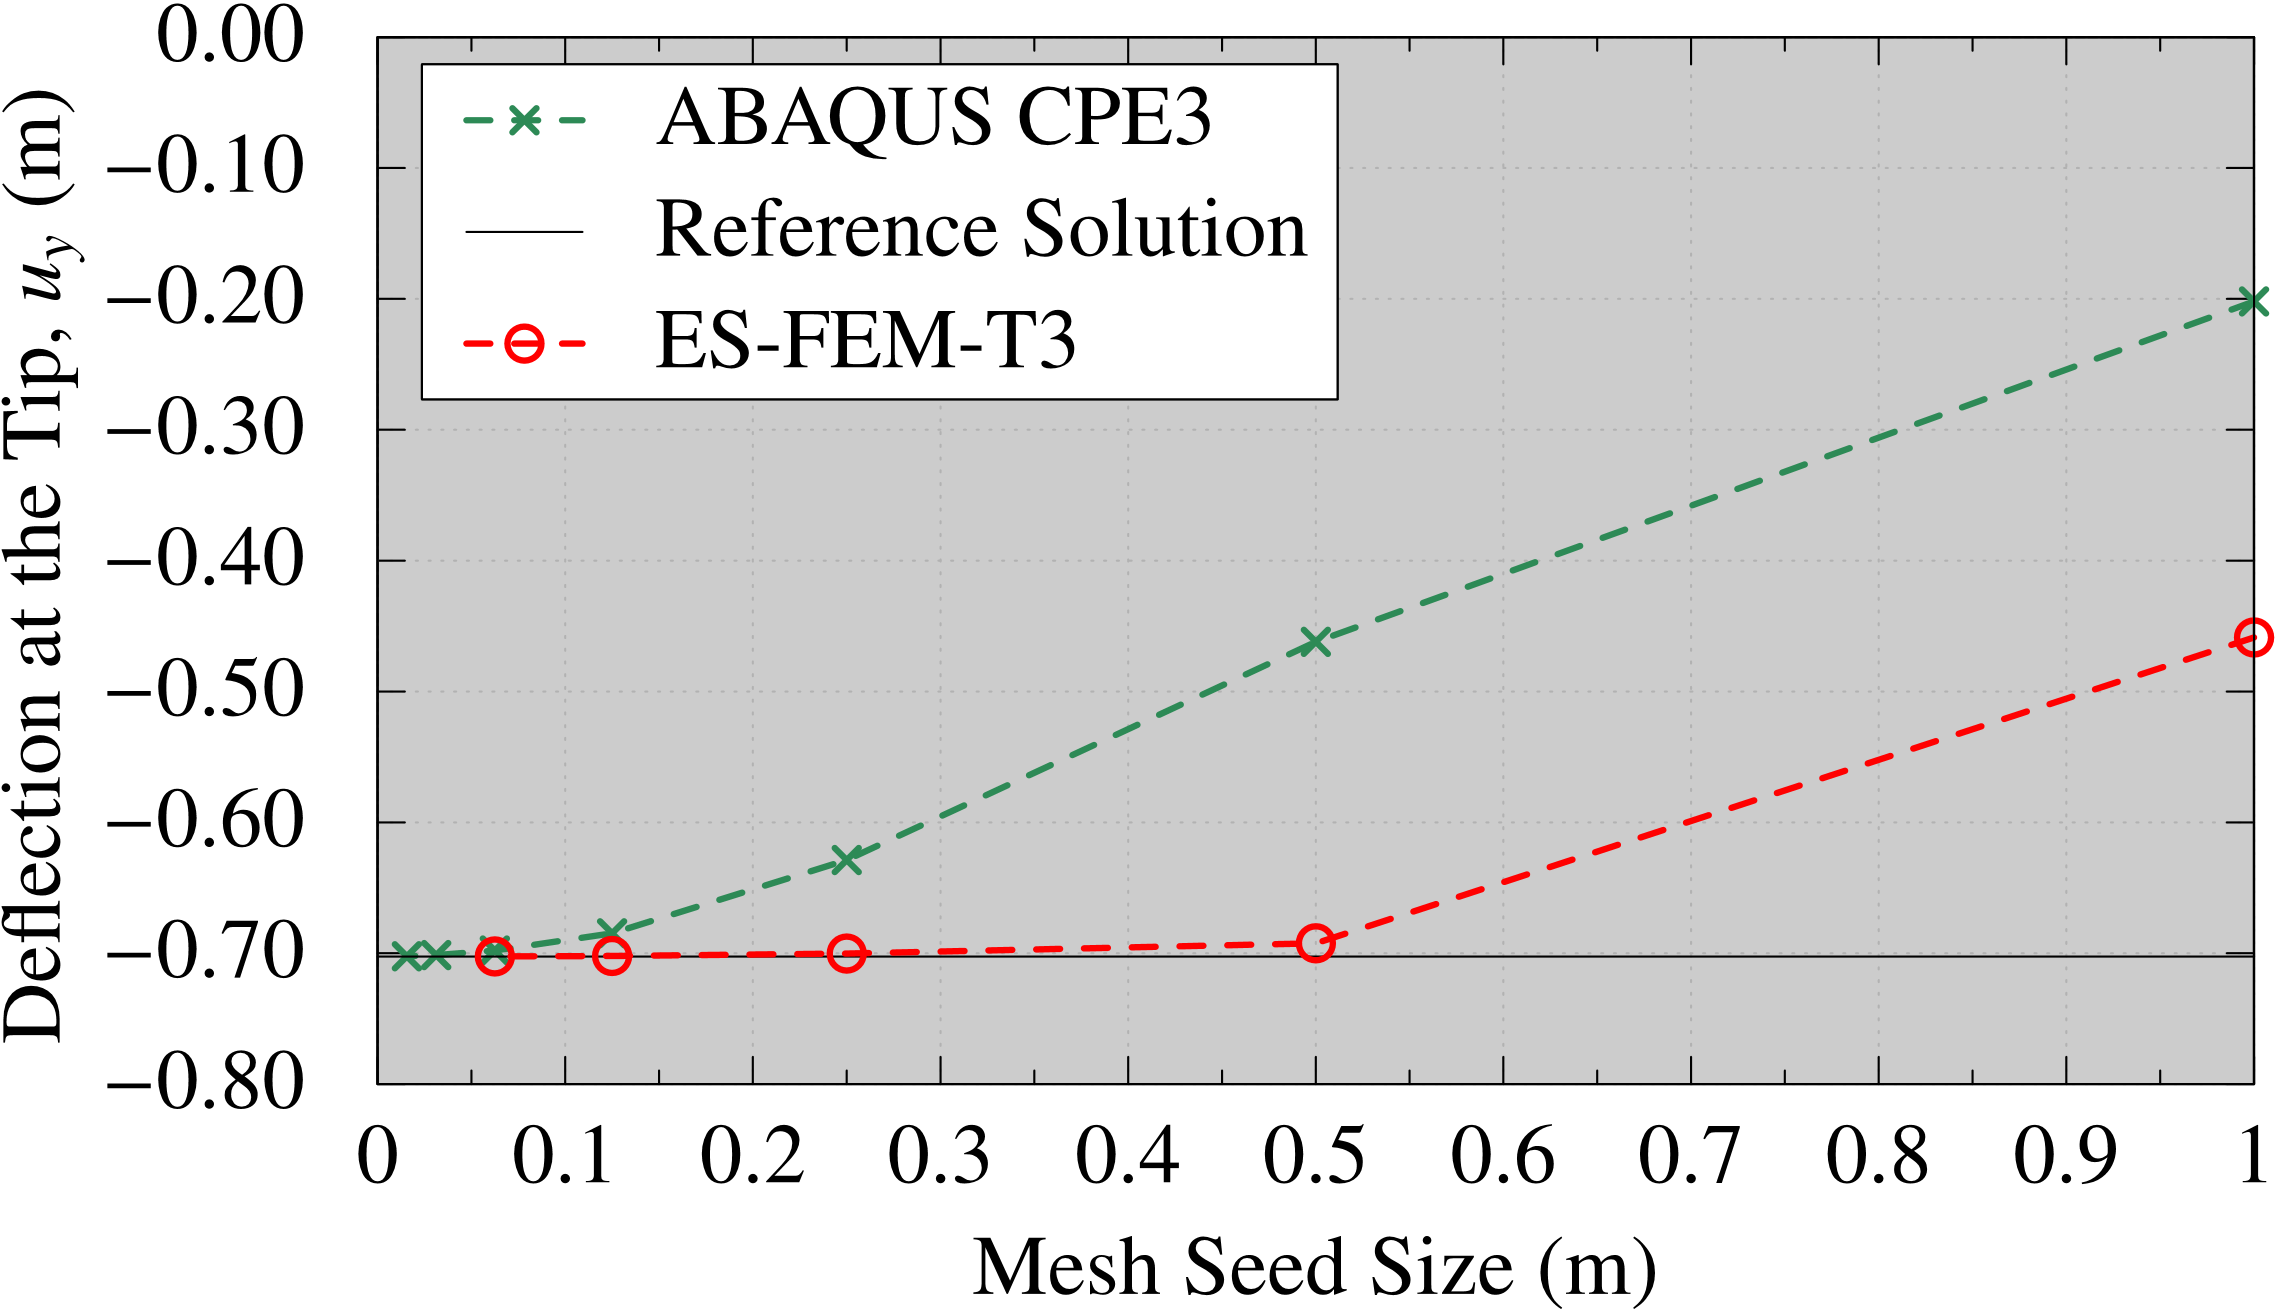 Deflection at the Tip, u_y (m)
0.00
−0.10
−0.20
−0.30
−0.40
−0.50
−0.60
−0.70
−0.80
ABAQUS CPE3
Reference Solution
ES-FEM-T3
0 0.1 0.2 0.3 0.4 0.5 0.6 0.7 0.8 0.9 1
Mesh Seed Size (m)